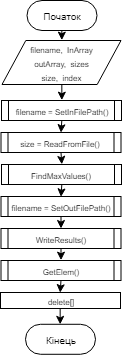 Початок
filename, InArray
outArray, sizes
size, index
filename = SetInFilePath()
size = ReadFromFile()
FindMaxValues()
filename = SetOutFilePath()
WriteResults()
GetElem()
delete[]
Кінець